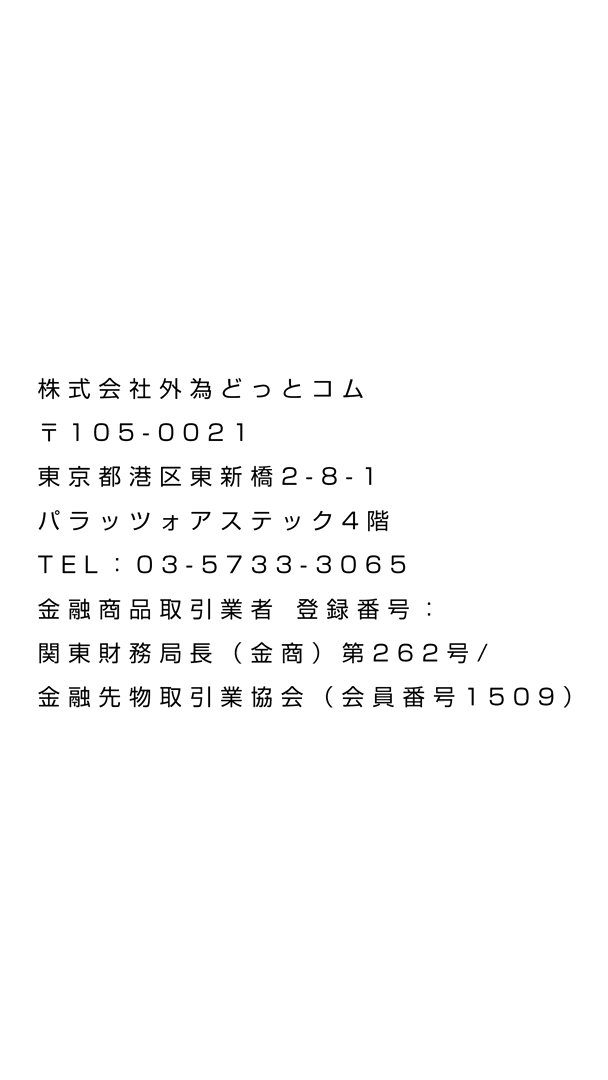 株式会社外為どっとコム
〒105-0021
東京都港区東新橋2-8-1
パラッツォアステック4階
TEL：03-5733-3065
金融商品取引業者 登録番号：
関東財務局長（金商）第262号/
金融先物取引業協会（会員番号1509）